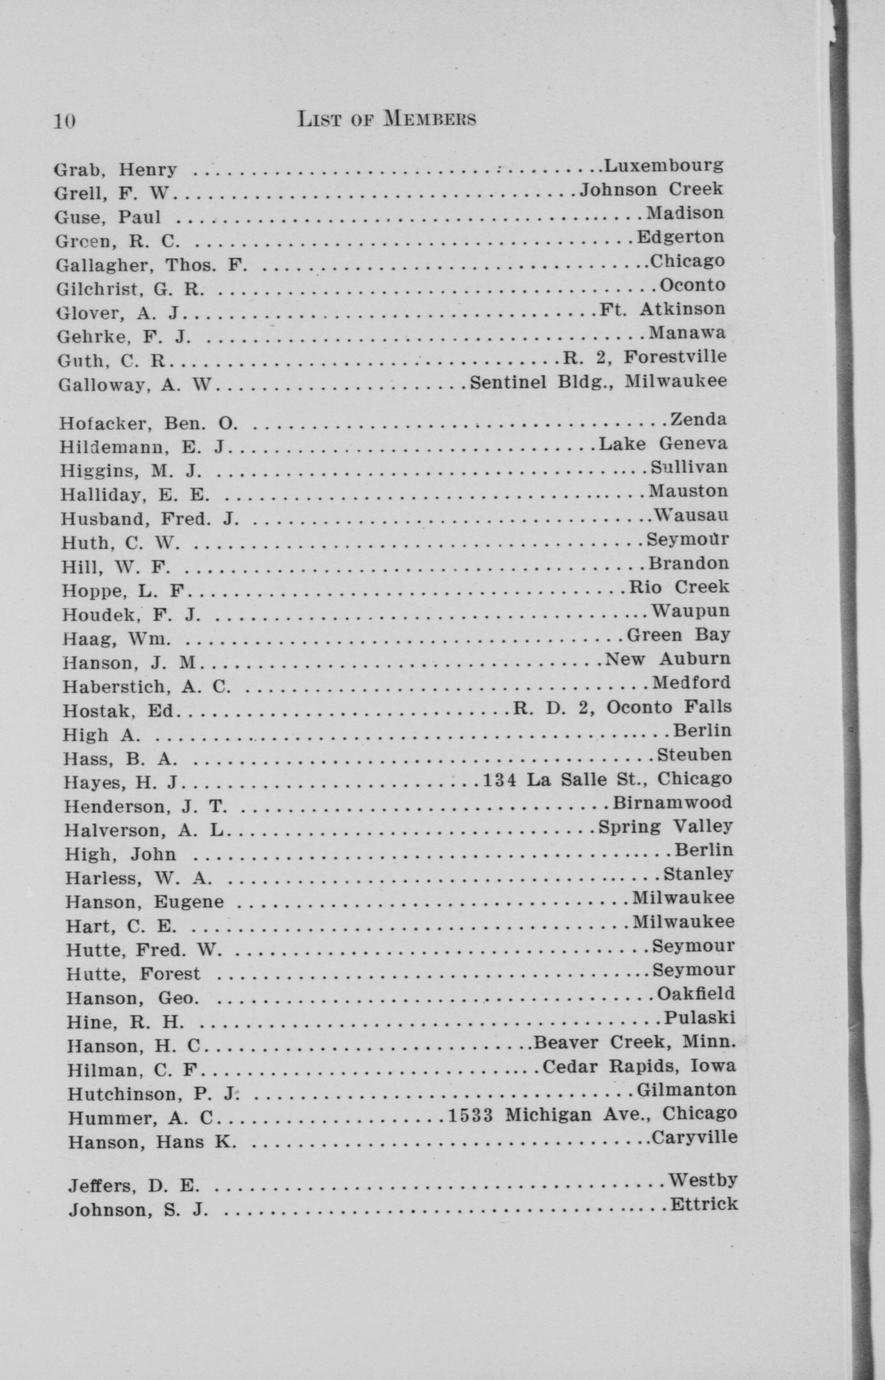 10 LIST OF MEMBERS
Grab, Henry ........................................Luxembourg
Grell, F. W........................................Johnson Creek
Guse, Paul ........................................Madison
Green, R. C. ........................................Edgerton
Gallagher, Thos. F. ........................................Chicago
Gilchrist, G. R. ........................................Oconto
Glover, A. J........................................Ft. Atkinson
Gehrke, F. J. ........................................Manawa
Guth, C. R........................................R. 2, Forestville
Galloway, A. W..........................Sentinel Bldg., Milwaukee
Hofacker, Ben. O. ........................................Zenda
Hildemann, E. J........................................Lake Geneva
Higgins, M. J. ........................................Sullivan
Halliday, E. E. ........................................Mauston
Husband, Fred. J. ........................................Wausau
Huth, C. W. ........................................Seymour
Hill, W. F. ........................................Brandon
Hoppe, L. F........................................Rio Creek
Houdek, F. J. ........................................Waupun
Haag, Wm. ........................................Green Bay
Hanson, J. M........................................New Auburn
Haberstich, A. C. ........................................Medford
Hostak, Ed..............................R. D. 2, Oconto Falls
High A. ........................................Berlin
Hass, B. A. ........................................Steuben
Hayes, H. J...........................134 La Salle St., Chicago
Henderson, J. T. ................................Birnamwood
Halverson, A. L................................Spring Valley
High, John ........................................Berlin
Harless, W. A. ........................................Stanley
Hanson, Eugene ..................................Milwaukee
Hart, C. E. ........................................Milwaukee
Hutte, Fred. W. ....................................Seymour
Hutte, Forest ......................................Seymour
Hanson, Geo. ......................................Oakfield
Hine, R. H. ........................................Pulaski
Hanson, H. C.............................Beaver Creek, Minn.
Hilman, C. F..............................Cedar Rapids, Iowa
Hutchinson, P. J. .................................Gilmanton
Hummer, A. C....................1533 Michigan Ave., Chicago
Hanson, Hans K. ...................................Caryville
Jeffers, D. E. .......................................Westby
Johnson, S. J. .......................................Ettrick